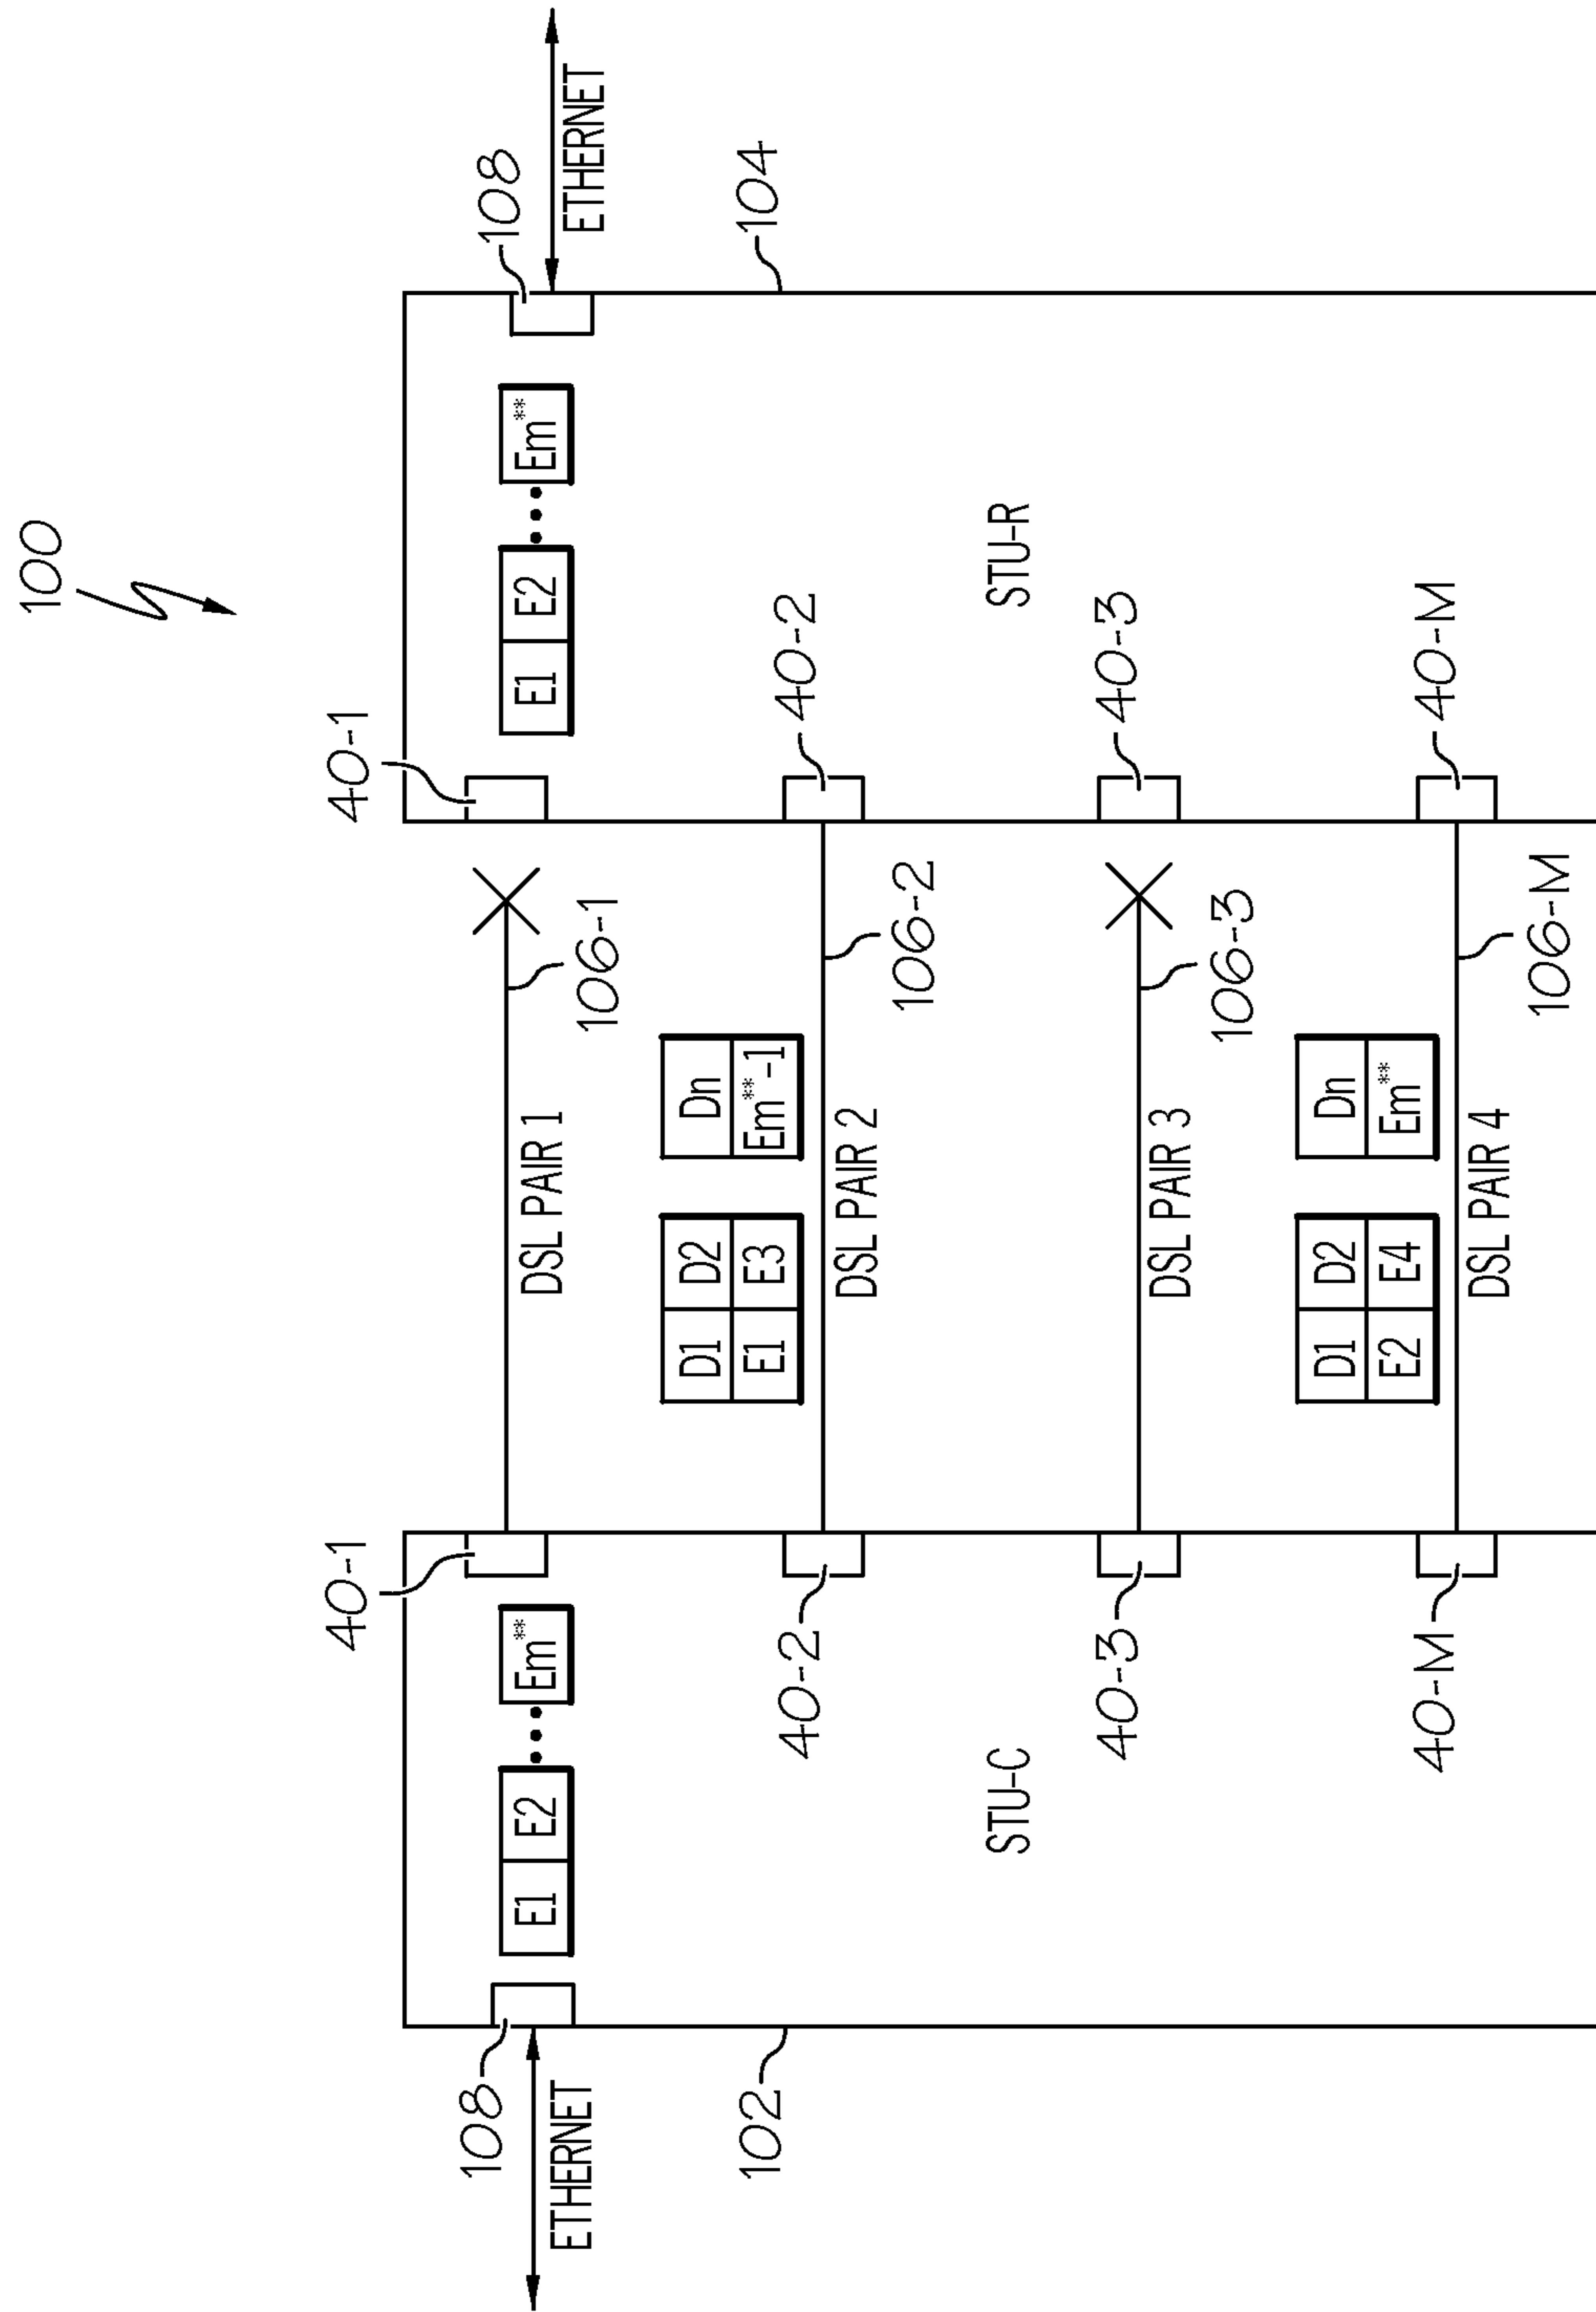 100
108
ETHERNET
102
E1 E2 Em**
STU-C
40-1
40-2
40-3
40-M
106-1
DSL PAIR 1
D1 D2 Dn
E1 E3 Em**-1
106-2
DSL PAIR 2
106-3
DSL PAIR 3
D1 D2 Dn
E2 E4 Em**
106-M
DSL PAIR 4
40-1
40-2
40-3
40-M
E1 E2 Em**
STU-R
108
ETHERNET
104